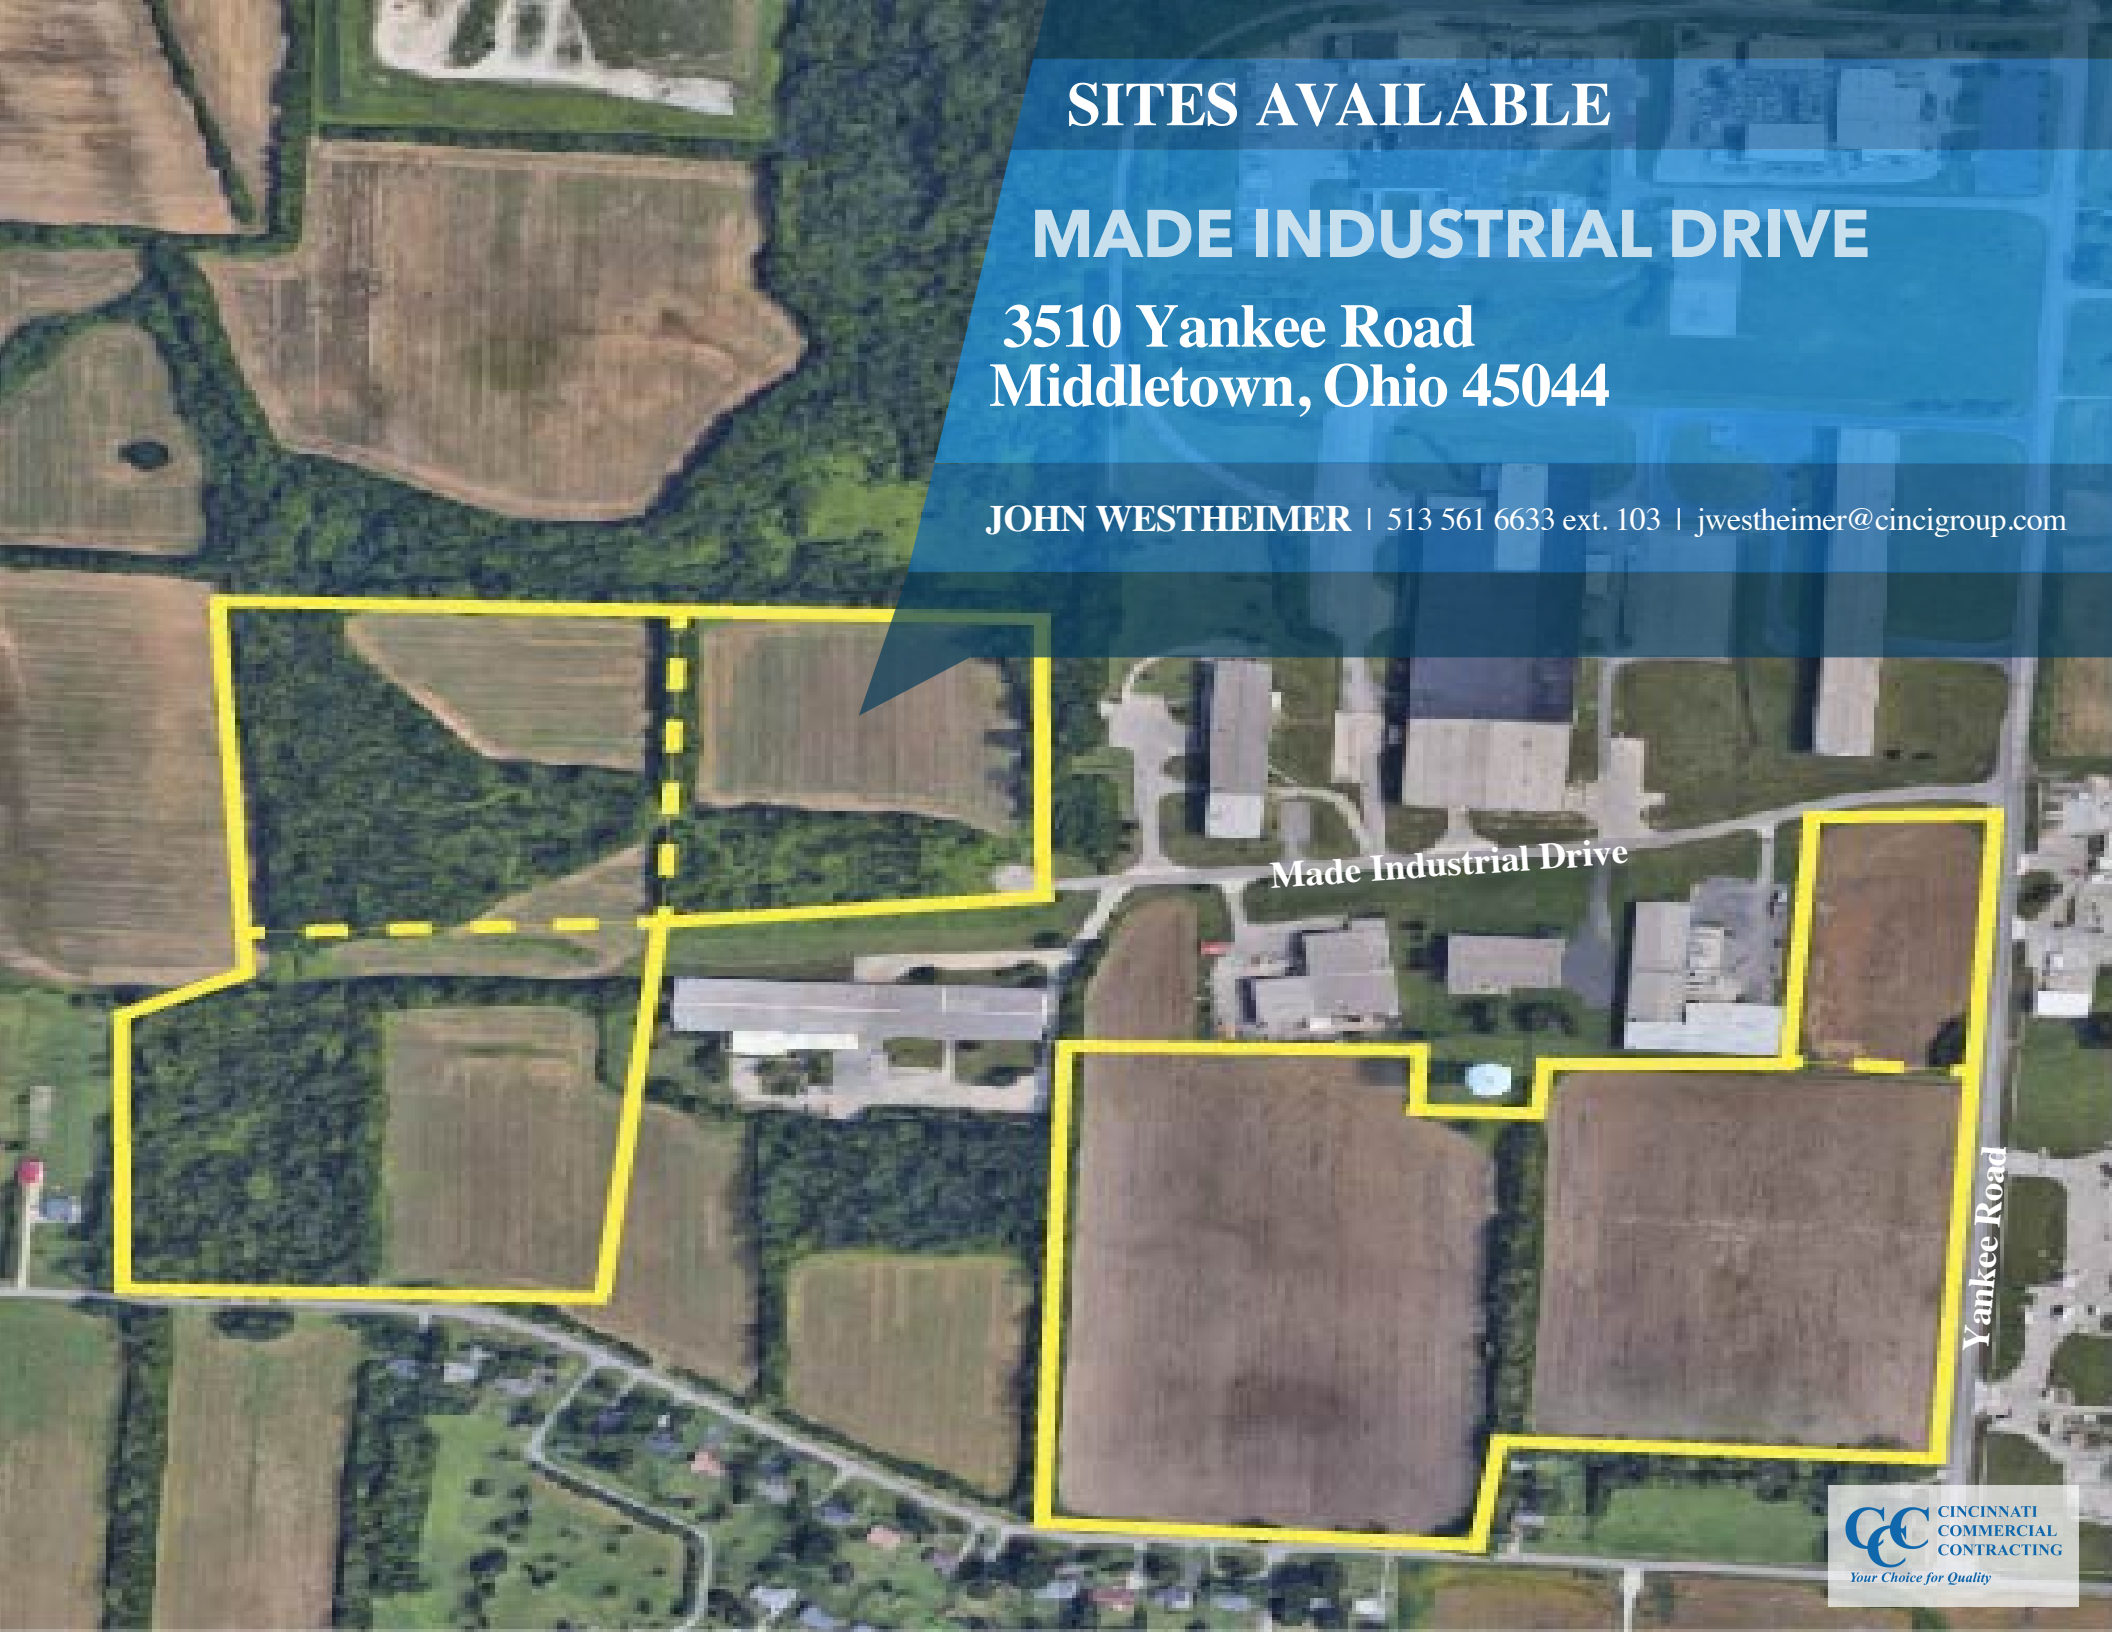 SITES AVAILABLE
MADE INDUSTRIAL DRIVE
3510 Yankee Road
Middletown, Ohio 45044
JOHN WESTHEIMER | 513 561 6633 ext. 103 | jwestheimer@cincigroup.com
Made Industrial Drive
Yankee Road
CCC
CINCINNATI
COMMERCIAL
CONTRACTING
Your Choice for Quality